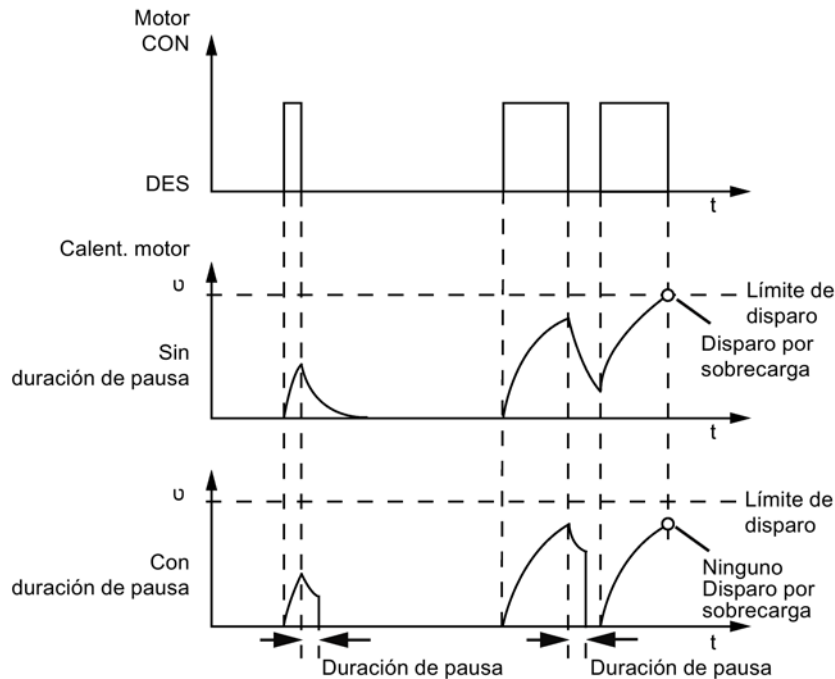 Motor
CON
DES
t
Calent. motor
υ
Límite de
disparo
Disparo por
sobrecarga
Sin
duración de pausa
t
υ
Límite de
disparo
Con
duración de pausa
Ninguno
Disparo por
sobrecarga
t
Duración de pausa
Duración de pausa